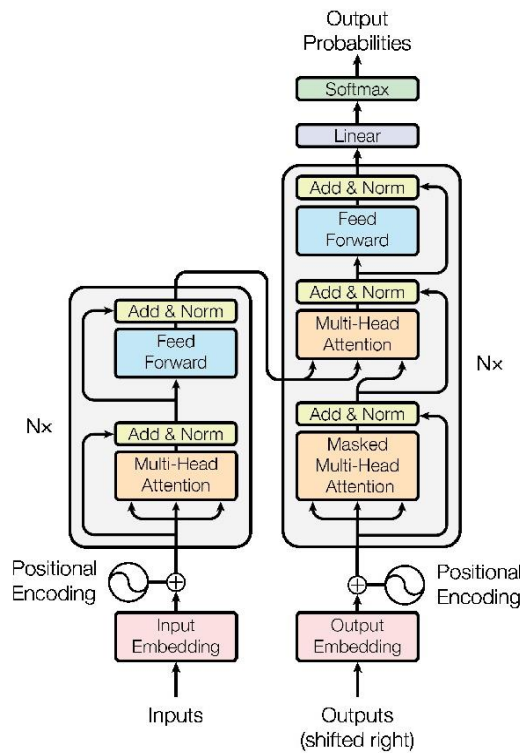 Output
Probabilities
Softmax
Linear
Add & Norm
Feed
Forward
Add & Norm
Multi-Head
Attention
Add & Norm
Masked
Multi-Head
Attention
Nx
Add & Norm
Feed
Forward
Add & Norm
Multi-Head
Attention
Nx
Positional
Encoding
Positional
Encoding
Input
Embedding
Output
Embedding
Inputs
Outputs
(shifted right)